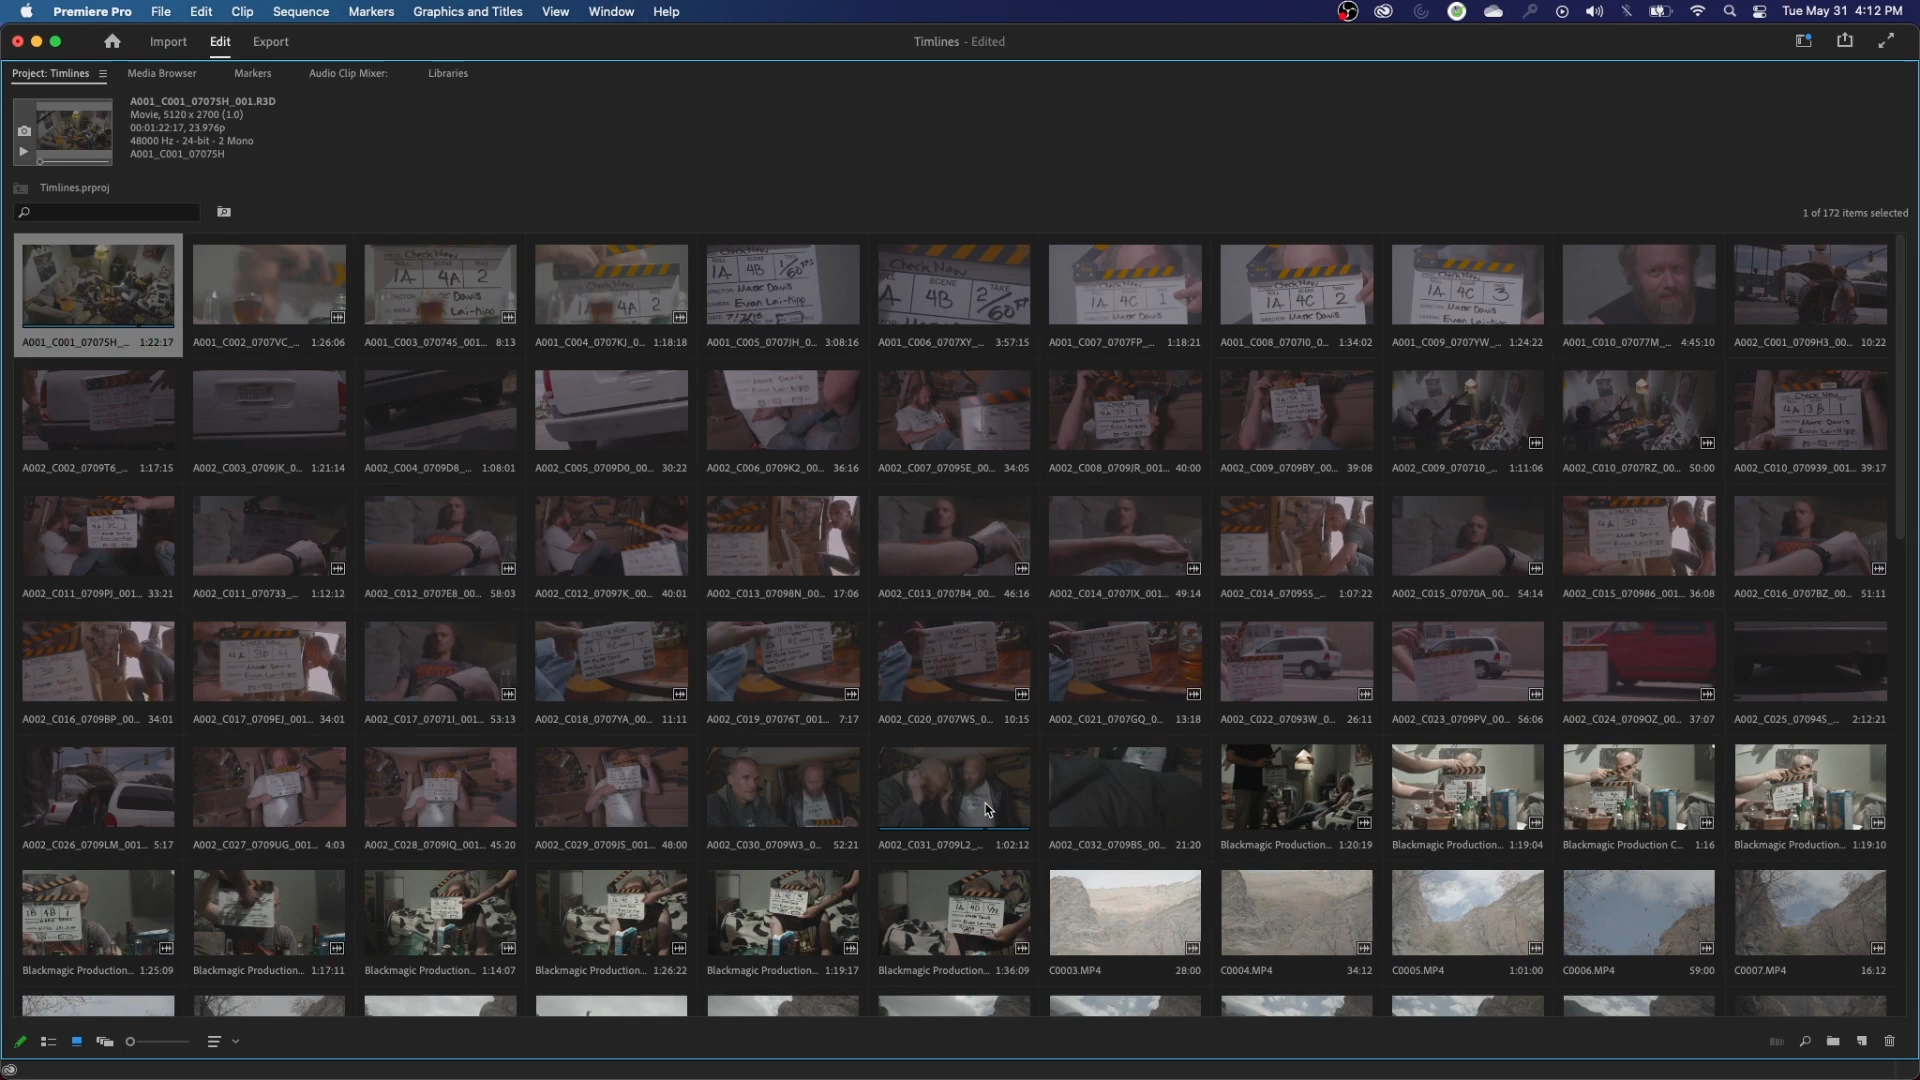 Premiere Pro File Edit Clip Sequence Markers Graphics and Titles View Window Help Tue May 31 4:12 PM
Import Edit Export Timlines - Edited
Project: Timlines Media Browser Markers Audio Clip Mixer: Libraries
A001_C001_0707SH_001.R3D
Movie, 5120 x 2700 (1.0)
00:01:22:17, 23.976p
48000 Hz - 24-bit - 2 Mono
A001_C001_0707SH
Timlines.prproj
1 of 172 items selected
A001_C001_0707SH_... 1:22:17 A001_C002_0707VC_... 1:26:06 A001_C003_07074S_001... 8:13 A001_C004_0707KJ_0... 1:18:18 A001_C005_0707JH_0... 3:08:16 A001_C006_0707XY_... 3:57:15 A001_C007_0707FP_... 1:18:21 A001_C008_0707I0_0... 1:34:02 A001_C009_0707YW_... 1:24:22 A001_C010_07077M_... 4:45:10 A002_C001_0709H3_00... 10:22
A002_C002_0709T6_... 1:17:15 A002_C003_0709JK_0... 1:21:14 A002_C004_0709D8_... 1:08:01 A002_C005_0709D0_00... 30:22 A002_C006_0709K2_00... 36:16 A002_C007_0709SE_00... 34:05 A002_C008_0709JR_001... 40:00 A002_C009_0709BY_00... 39:08 A002_C009_070710_... 1:11:06 A002_C010_0707RZ_00... 50:00 A002_C010_070939_001... 39:17
A002_C011_0709PJ_001... 33:21 A002_C011_070733_... 1:12:12 A002_C012_0707E8_00... 58:03 A002_C012_07097K_00... 40:01 A002_C013_07098N_00... 17:06 A002_C013_070784_00... 46:16 A002_C014_0707IX_001... 49:14 A002_C014_070955_... 1:07:22 A002_C015_07070A_00... 54:14 A002_C015_070986_001... 36:08 A002_C016_0707BZ_00... 51:11
A002_C016_0709BP_00... 34:01 A002_C017_0709EJ_001... 34:01 A002_C017_07071I_001... 53:13 A002_C018_0707YA_00... 11:11 A002_C019_07076T_001... 7:17 A002_C020_0707WS_0... 10:15 A002_C021_0707GQ_0... 13:18 A002_C022_07093W_0... 26:11 A002_C023_0709PV_00... 56:06 A002_C024_0709OZ_00... 37:07 A002_C025_07094S_... 2:12:21
A002_C026_0709LM_001... 5:17 A002_C027_0709UG_001... 4:03 A002_C028_0709IQ_001... 45:20 A002_C029_0709JS_001... 48:00 A002_C030_0709W3_0... 52:21 A002_C031_0709L2_... 1:02:12 A002_C032_0709BS_00... 21:20 Blackmagic Production... 1:20:19 Blackmagic Production... 1:19:04 Blackmagic Production C... 1:16 Blackmagic Production... 1:19:10
Blackmagic Production... 1:25:09 Blackmagic Production... 1:17:11 Blackmagic Production... 1:14:07 Blackmagic Production... 1:26:22 Blackmagic Production... 1:19:17 Blackmagic Production... 1:36:09 C0003.MP4 28:00 C0004.MP4 34:12 C0005.MP4 1:01:00 C0006.MP4 59:00 C0007.MP4 16:12